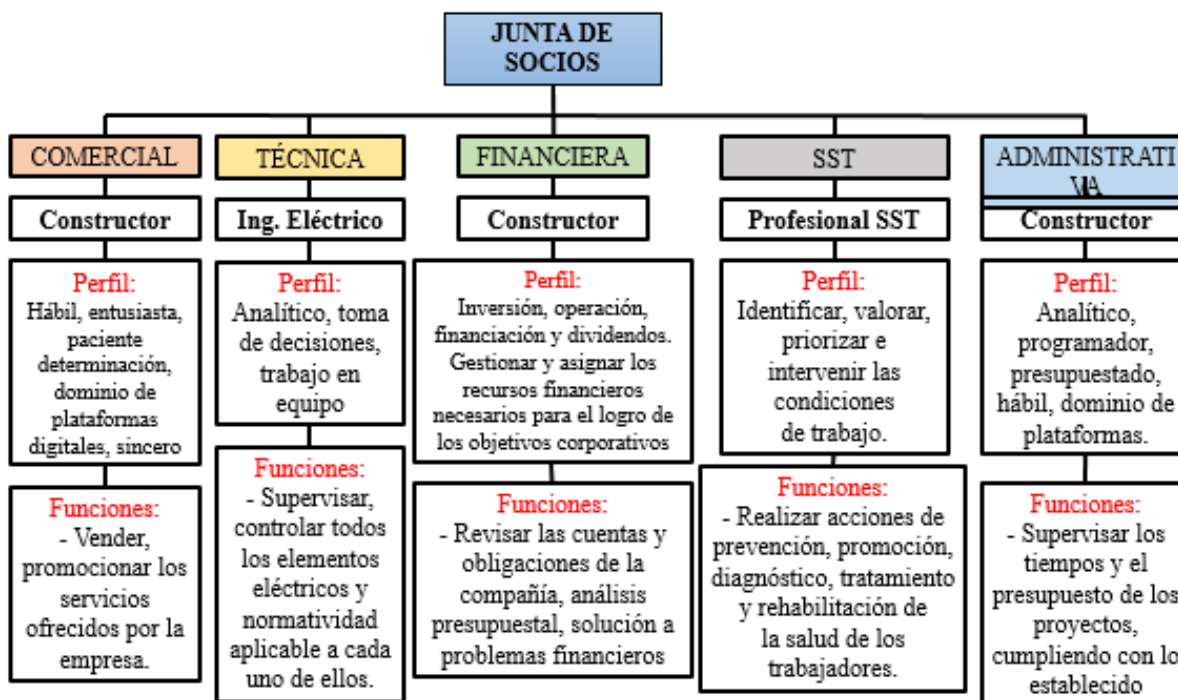 JUNTA DE
SOCIOS
COMERCIAL
Constructor
Perfil:
Hábil, entusiasta,
paciente
determinación,
dominio de
plataformas
digitales, sincero
Funciones:
- Vender,
promocionar los
servicios
ofrecidos por la
empresa.
TÉCNICA
Ing. Eléctrico
Perfil:
Analítico, toma
de decisiones,
trabajo en
equipo
Funciones:
- Supervisar,
controlar todos
los elementos
eléctricos y
normatividad
aplicable a cada
uno de ellos.
FINANCIERA
Constructor
Perfil:
Inversión, operación,
financiación y dividendos.
Gestionar y asignar los
recursos financieros
necesarios para el logro de
los objetivos corporativos
Funciones:
- Revisar las cuentas y
obligaciones de la
compañía, análisis
presupuestal, solución a
problemas financieros
SST
Profesional SST
Perfil:
Identificar, valorar,
priorizar e
intervenir las
condiciones
de trabajo.
Funciones:
- Realizar acciones de
prevención, promoción,
diagnóstico, tratamiento
y rehabilitación de
la salud de los
trabajadores.
ADMINISTRATI
VA
Constructor
Perfil:
Analítico,
programador,
presupuestado,
hábil, dominio de
plataformas.
Funciones:
- Supervisar los
tiempos y el
presupuesto de los
proyectos,
cumpliendo con lo
establecido